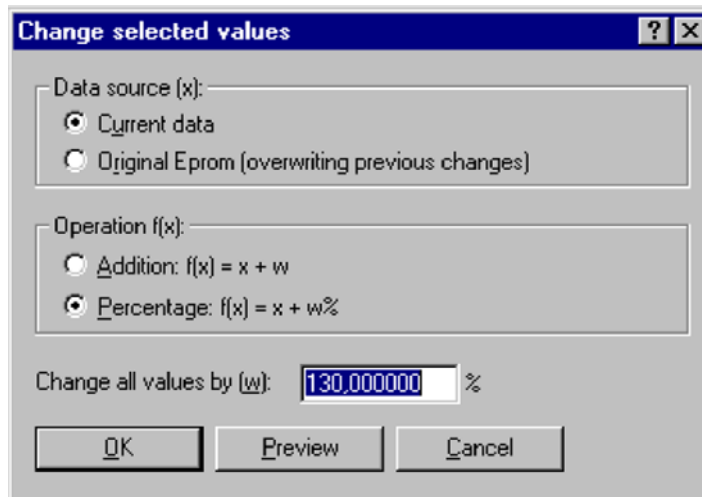 Change selected values
Data source (x):
Current data
Original Eprom (overwriting previous changes)
Operation f(x):
Addition: f(x) = x + w
Percentage: f(x) = x + w%
Change all values by (w): 130,000000 %
OK Preview Cancel